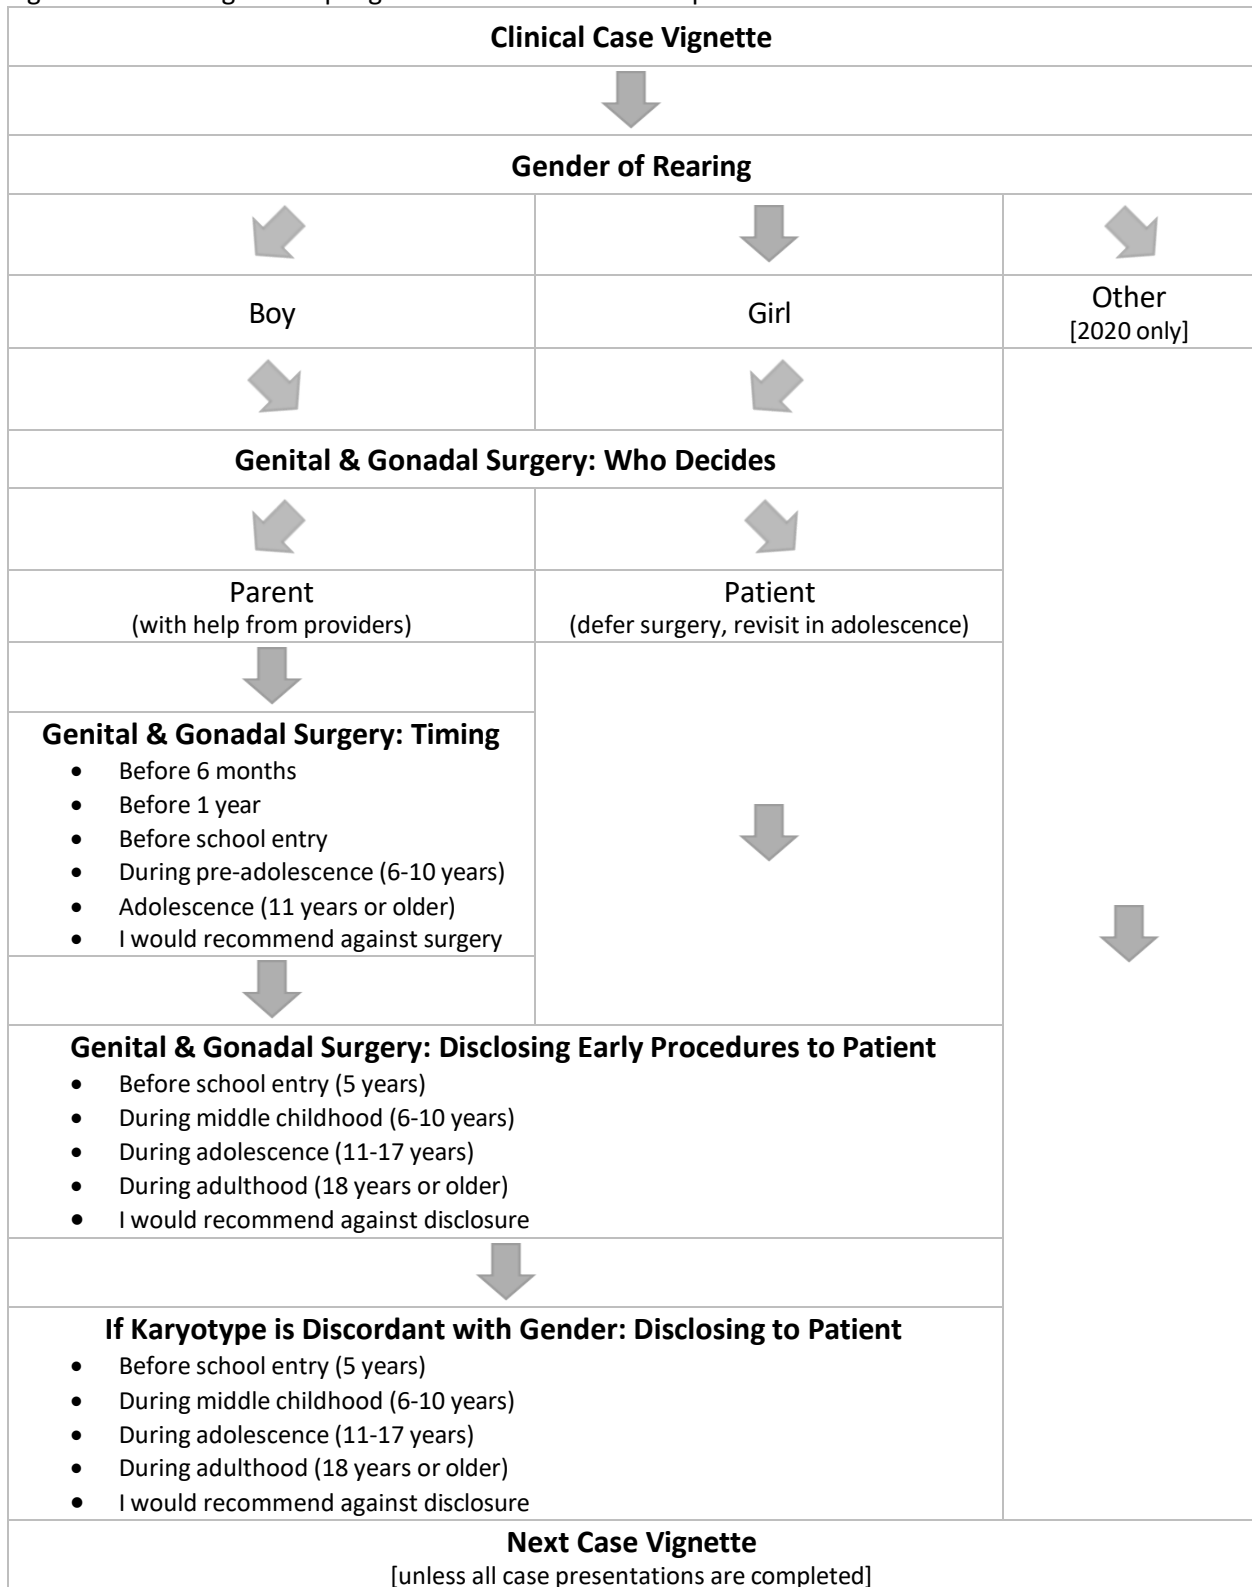 Clinical Case Vignette
Gender of Rearing
Boy
Girl
Other
[2020 only]
Genital & Gonadal Surgery: Who Decides
Parent
(with help from providers)
Patient
(defer surgery, revisit in adolescence)
Genital & Gonadal Surgery: Timing
• Before 6 months
• Before 1 year
• Before school entry
• During pre-adolescence (6-10 years)
• Adolescence (11 years or older)
• I would recommend against surgery
Genital & Gonadal Surgery: Disclosing Early Procedures to Patient
• Before school entry (5 years)
• During middle childhood (6-10 years)
• During adolescence (11-17 years)
• During adulthood (18 years or older)
• I would recommend against disclosure
If Karyotype is Discordant with Gender: Disclosing to Patient
• Before school entry (5 years)
• During middle childhood (6-10 years)
• During adolescence (11-17 years)
• During adulthood (18 years or older)
• I would recommend against disclosure
Next Case Vignette
[unless all case presentations are completed]